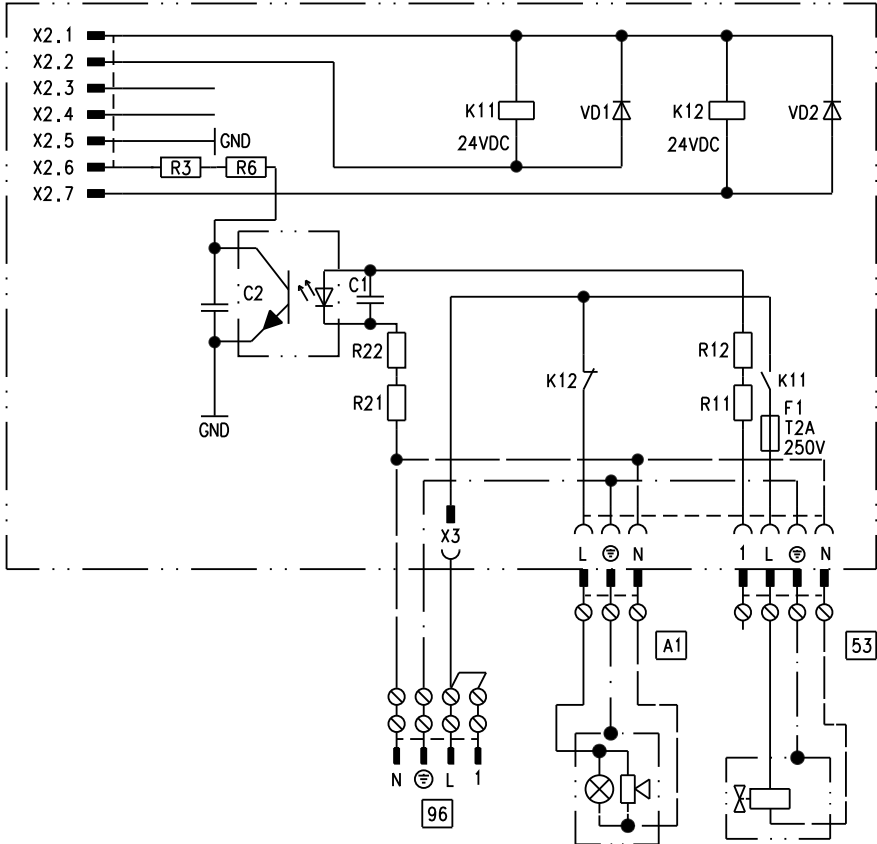 X2.1
X2.2
X2.3
X2.4
X2.5 GND
X2.6 R3 R6
X2.7
K11 VD1 K12 VD2
24VDC 24VDC
C2 C1
R22 R12
K12 K11
R21 R11 F1
T2A
250V
GND
X3
L N 1 L N
A1 53
N L 1
96